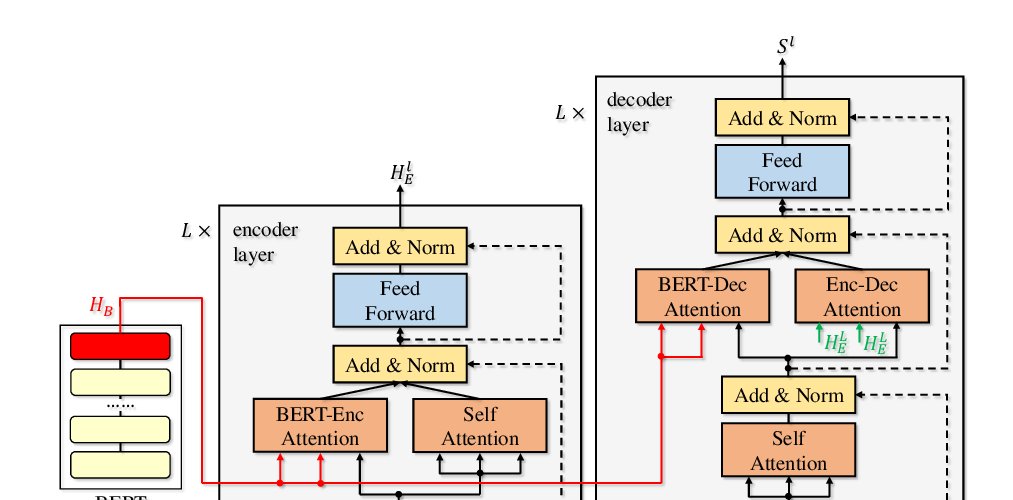 S^l
L ×
decoder
layer
Add & Norm
Feed
Forward
Add & Norm
BERT-Dec
Attention
Enc-Dec
Attention
H_E^L
H_E^L
Add & Norm
Self
Attention
H_E^l
L ×
encoder
layer
Add & Norm
Feed
Forward
Add & Norm
BERT-Enc
Attention
Self
Attention
H_B
......
BERT